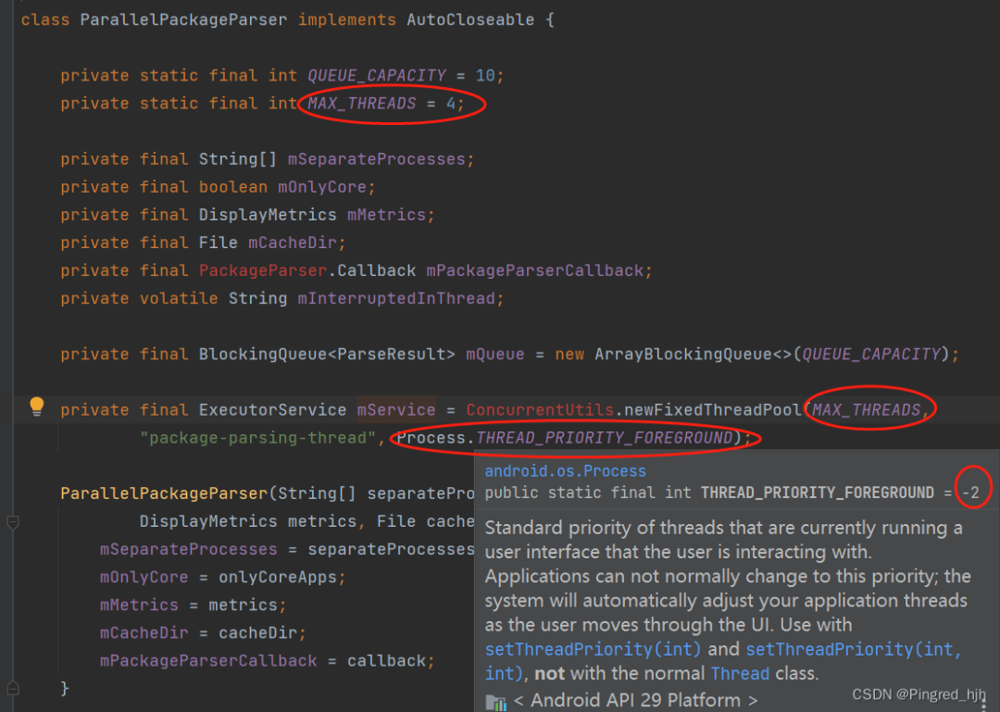 class ParallelPackageParser implements AutoCloseable {
private static final int QUEUE_CAPACITY = 10;
private static final int MAX_THREADS = 4;
private final String[] mSeparateProcesses;
private final boolean mOnlyCore;
private final DisplayMetrics mMetrics;
private final File mCacheDir;
private final PackageParser.Callback mPackageParserCallback;
private volatile String mInterruptedInThread;
private final BlockingQueue<ParseResult> mQueue = new ArrayBlockingQueue<>(QUEUE_CAPACITY);
private final ExecutorService mService = ConcurrentUtils.newFixedThreadPool(MAX_THREADS,
"package-parsing-thread", Process.THREAD_PRIORITY_FOREGROUND);
ParallelPackageParser(String[] separatePro
DisplayMetrics metrics, File cache
mSeparateProcesses = separateProcesses
mOnlyCore = onlyCoreApps;
mMetrics = metrics;
mCacheDir = cacheDir;
mPackageParserCallback = callback;
}
android.os.Process
public static final int THREAD_PRIORITY_FOREGROUND = -2
Standard priority of threads that are currently running a
user interface that the user is interacting with.
Applications can not normally change to this priority; the
system will automatically adjust your application threads
as the user moves through the UI. Use with
setThreadPriority(int) and setThreadPriority(int,
int), not with the normal Thread class.
< Android API 29 Platform >
CSDN @Pingred_hjh